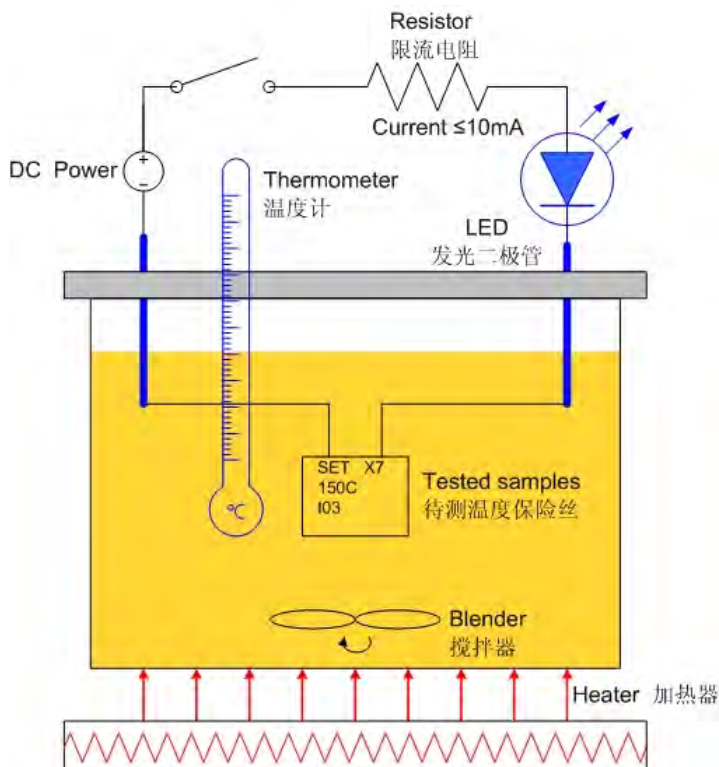 Resistor
限流电阻
Current ≤10mA
DC Power
+
−
Thermometer
温度计
LED
发光二极管
SET X7
150C
I03
Tested samples
待测温度保险丝
℃
Blender
搅拌器
Heater 加热器